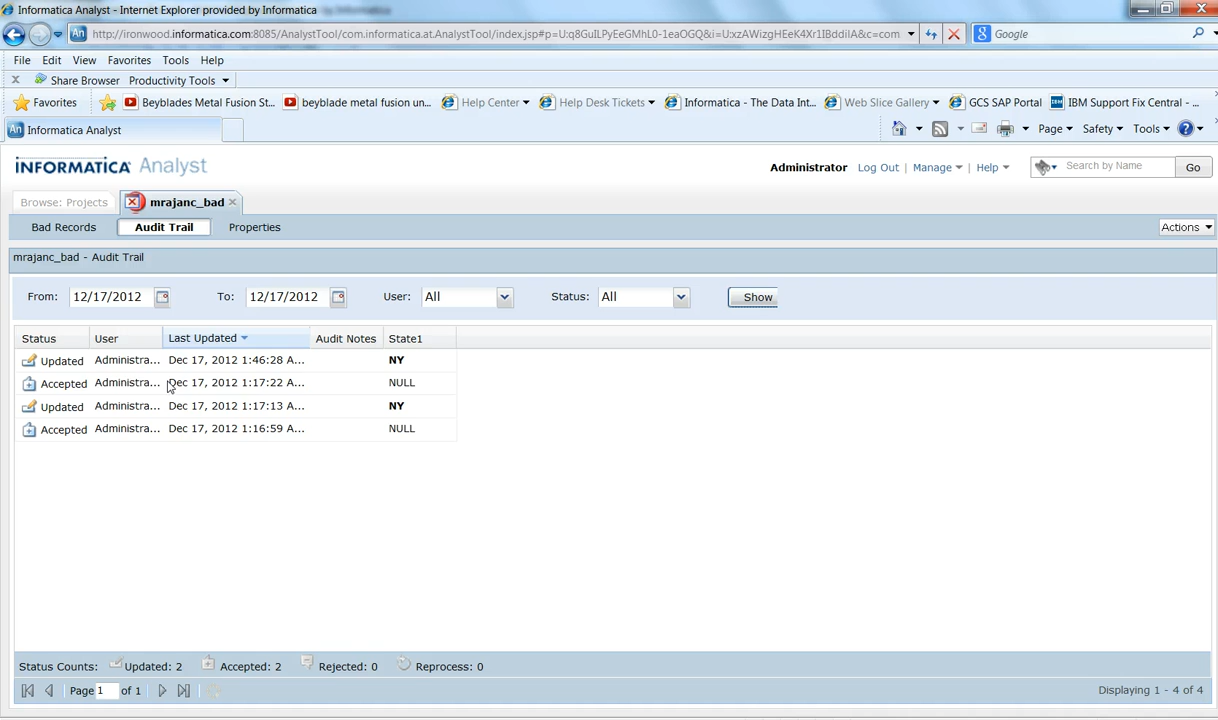 Informatica Analyst - Internet Explorer provided by Informatica
http://ironwood.informatica.com:8085/AnalystTool/com.informatica.at.AnalystTool/index.jsp#p=U:q8GuILPyEeGMhL0-1eaOGQ&i=U:xzAWizgHEeK4Xr1IBddiIA&c=com
Google
File Edit View Favorites Tools Help
Share Browser Productivity Tools
Favorites Beyblades Metal Fusion St... beyblade metal fusion un... Help Center Help Desk Tickets Informatica - The Data Int... Web Slice Gallery GCS SAP Portal IBM Support Fix Central - ...
An Informatica Analyst Page Safety Tools
INFORMATICA Analyst Administrator Log Out | Manage | Help Search by Name Go
Browse: Projects mrajanc_bad
Bad Records Audit Trail Properties Actions
mrajanc_bad - Audit Trail
From: 12/17/2012 To: 12/17/2012 User: All Status: All Show
Status User Last Updated Audit Notes State1
Updated Administra... Dec 17, 2012 1:46:28 A... NY
Accepted Administra... Dec 17, 2012 1:17:22 A... NULL
Updated Administra... Dec 17, 2012 1:17:13 A... NY
Accepted Administra... Dec 17, 2012 1:16:59 A... NULL
Status Counts: Updated: 2 Accepted: 2 Rejected: 0 Reprocess: 0
Page 1 of 1 Displaying 1 - 4 of 4